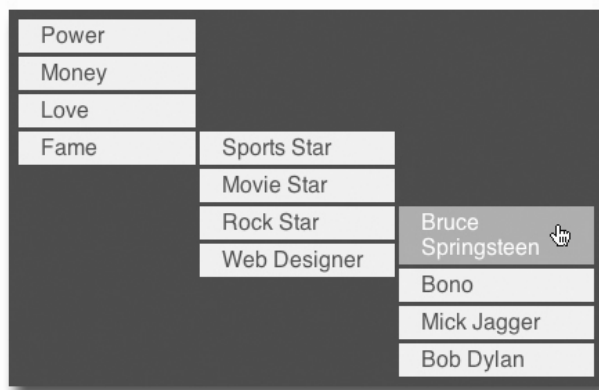 Power
Money
Love
Fame
Sports Star
Movie Star
Rock Star
Web Designer
Bruce
Springsteen
Bono
Mick Jagger
Bob Dylan